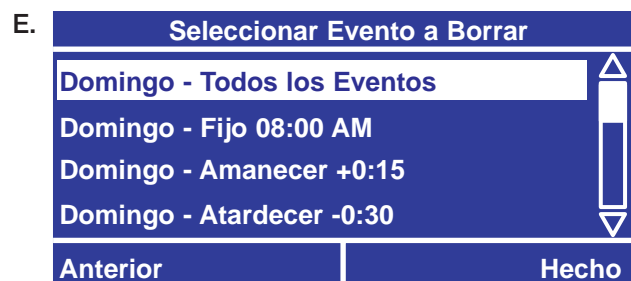 E.
Seleccionar Evento a Borrar
Domingo - Todos los Eventos
Domingo - Fijo 08:00 AM
Domingo - Amanecer +0:15
Domingo - Atardecer -0:30
Anterior Hecho